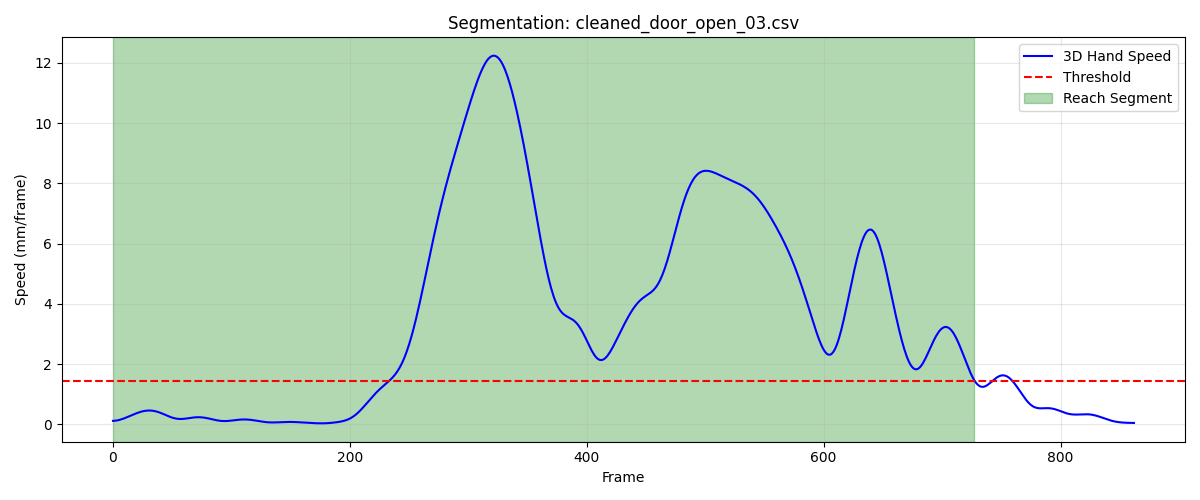 Segmentation: cleaned_door_open_03.csv
3D Hand Speed
Threshold
Reach Segment
Speed (mm/frame)
12
10
8
6
4
2
0
0 200 400 600 800
Frame